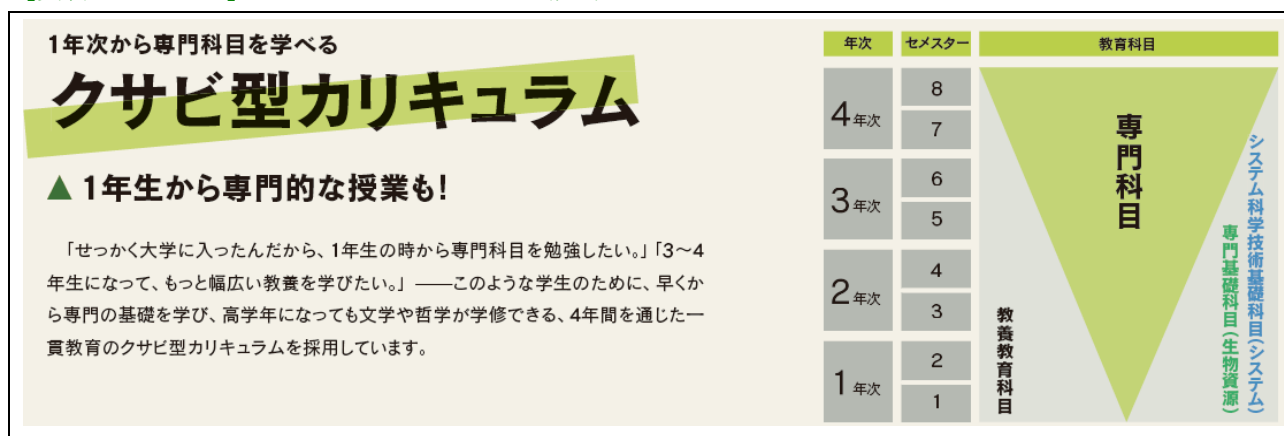 1年次から専門科目を学べる
クサビ型カリキュラム
▲ 1年生から専門的な授業も!
「せっかく大学に入ったんだから、1年生の時から専門科目を勉強したい。」「3〜4
年生になって、もっと幅広い教養を学びたい。」 ――このような学生のために、早くか
ら専門の基礎を学び、高学年になっても文学や哲学が学修できる、4年間を通じた一
貫教育のクサビ型カリキュラムを採用しています。
年次 セメスター 教育科目
4年次
8
7
3年次
6
5
2年次
4
3
1年次
2
1
教養教育科目
専門科目
専門基礎科目(生物資源)
システム科学技術基礎科目(システム)